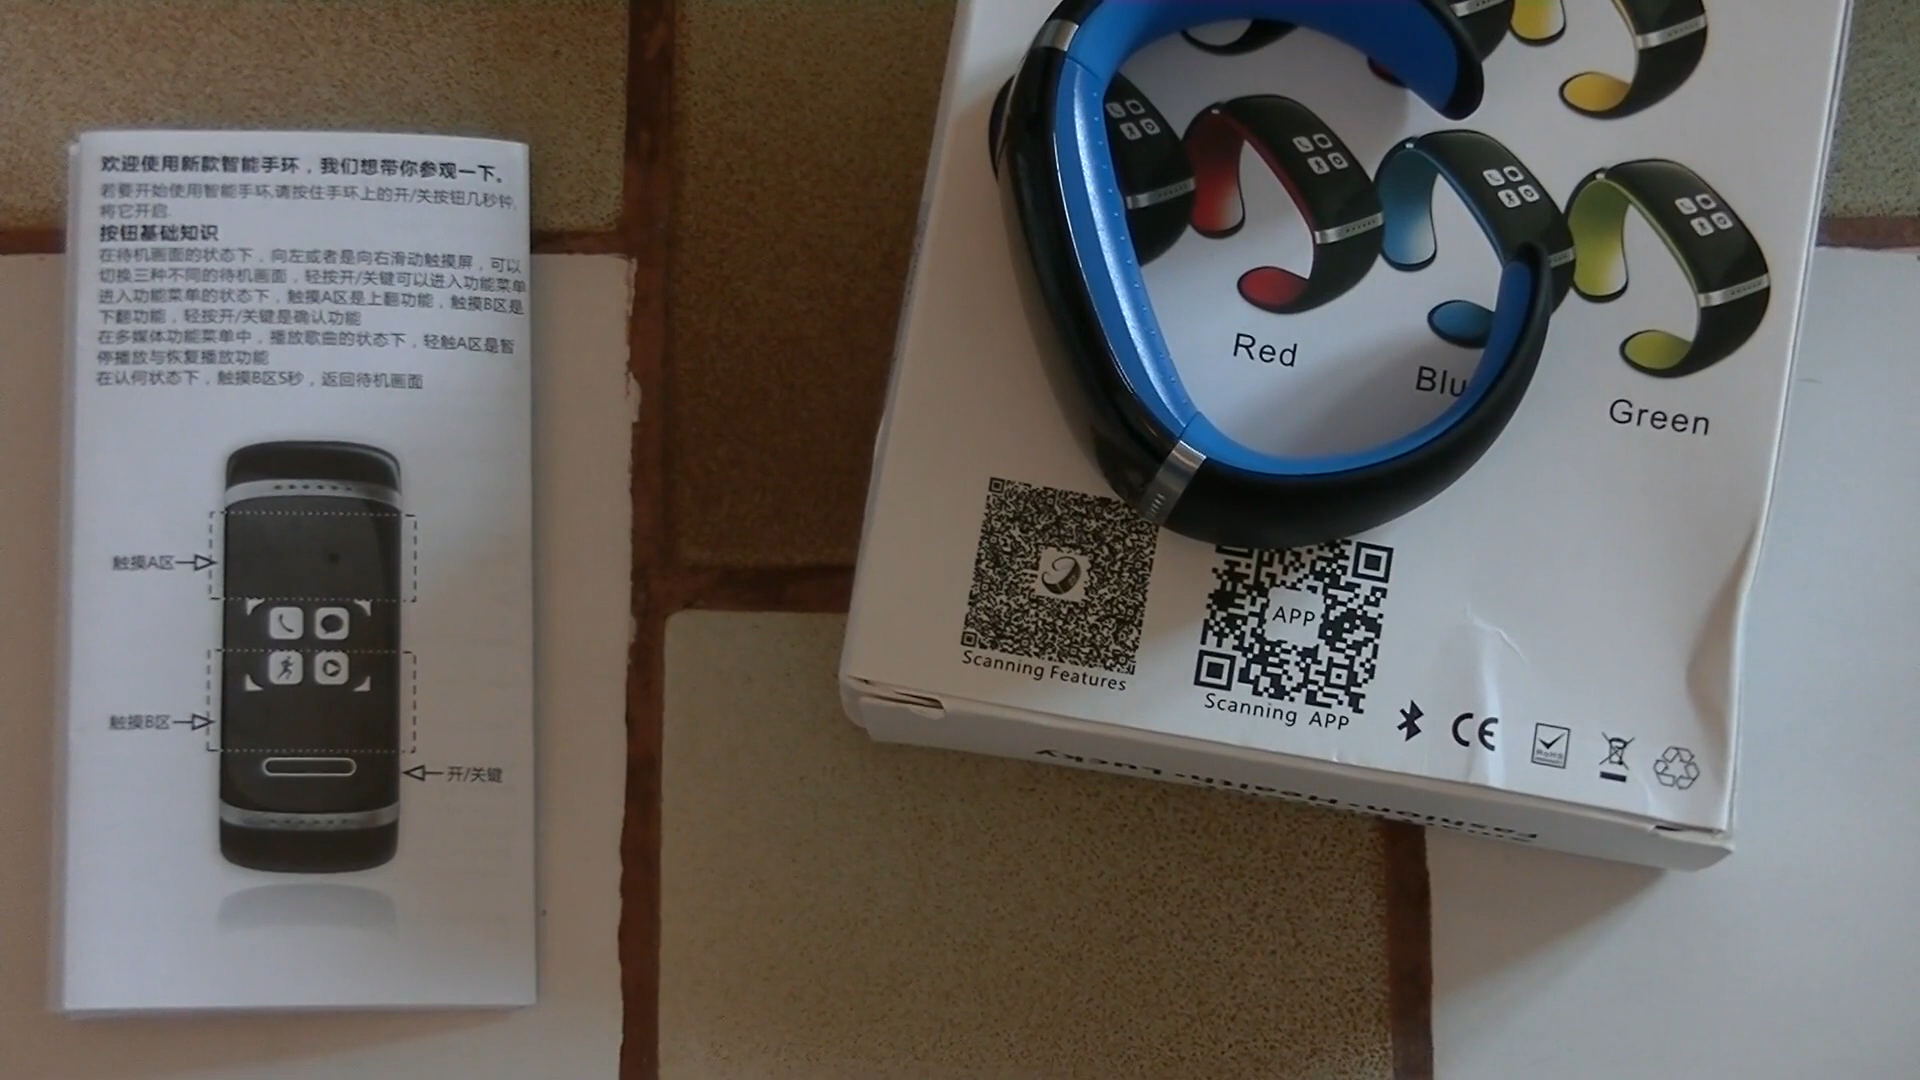 欢迎使用新款智能手环，我们想带你参观一下。
若要开始使用智能手环,请按住手环上的开/关按钮几秒钟,
将它开启.
按钮基础知识
在待机画面的状态下，向左或者是向右滑动触摸屏，可以
切换三种不同的待机画面，轻按开/关键可以进入功能菜单
进入功能菜单的状态下，触摸A区是上翻功能，触摸B区是
下翻功能，轻按开/关键是确认功能
在多媒体功能菜单中，播放歌曲的状态下，轻触A区是暂
停播放与恢复播放功能
在认何状态下，触摸B区5秒，返回待机画面
触摸A区
触摸B区
开/关键
Red
Blu
Green
APP
Scanning Features
Scanning APP
CE
RoHS
Fashion·Health·Lucky